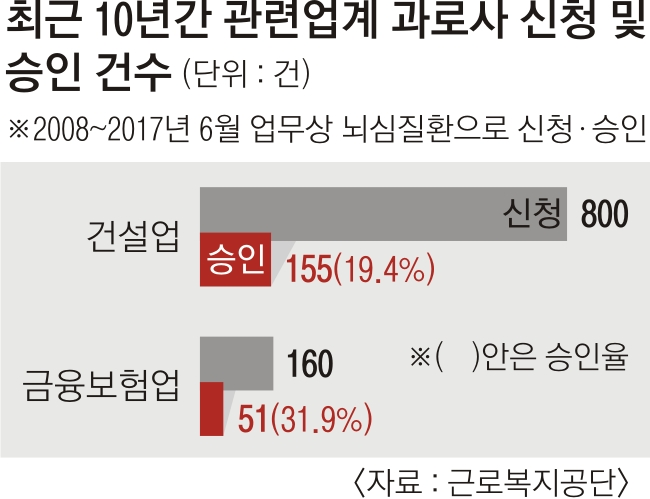 최근 10년간 관련업계 과로사 신청 및
승인 건수 (단위 : 건)
※2008~2017년 6월 업무상 뇌심질환으로 신청·승인
건설업
신청 800
승인 155(19.4%)
금융보험업
160
51(31.9%)
※( )안은 승인율
〈자료 : 근로복지공단〉